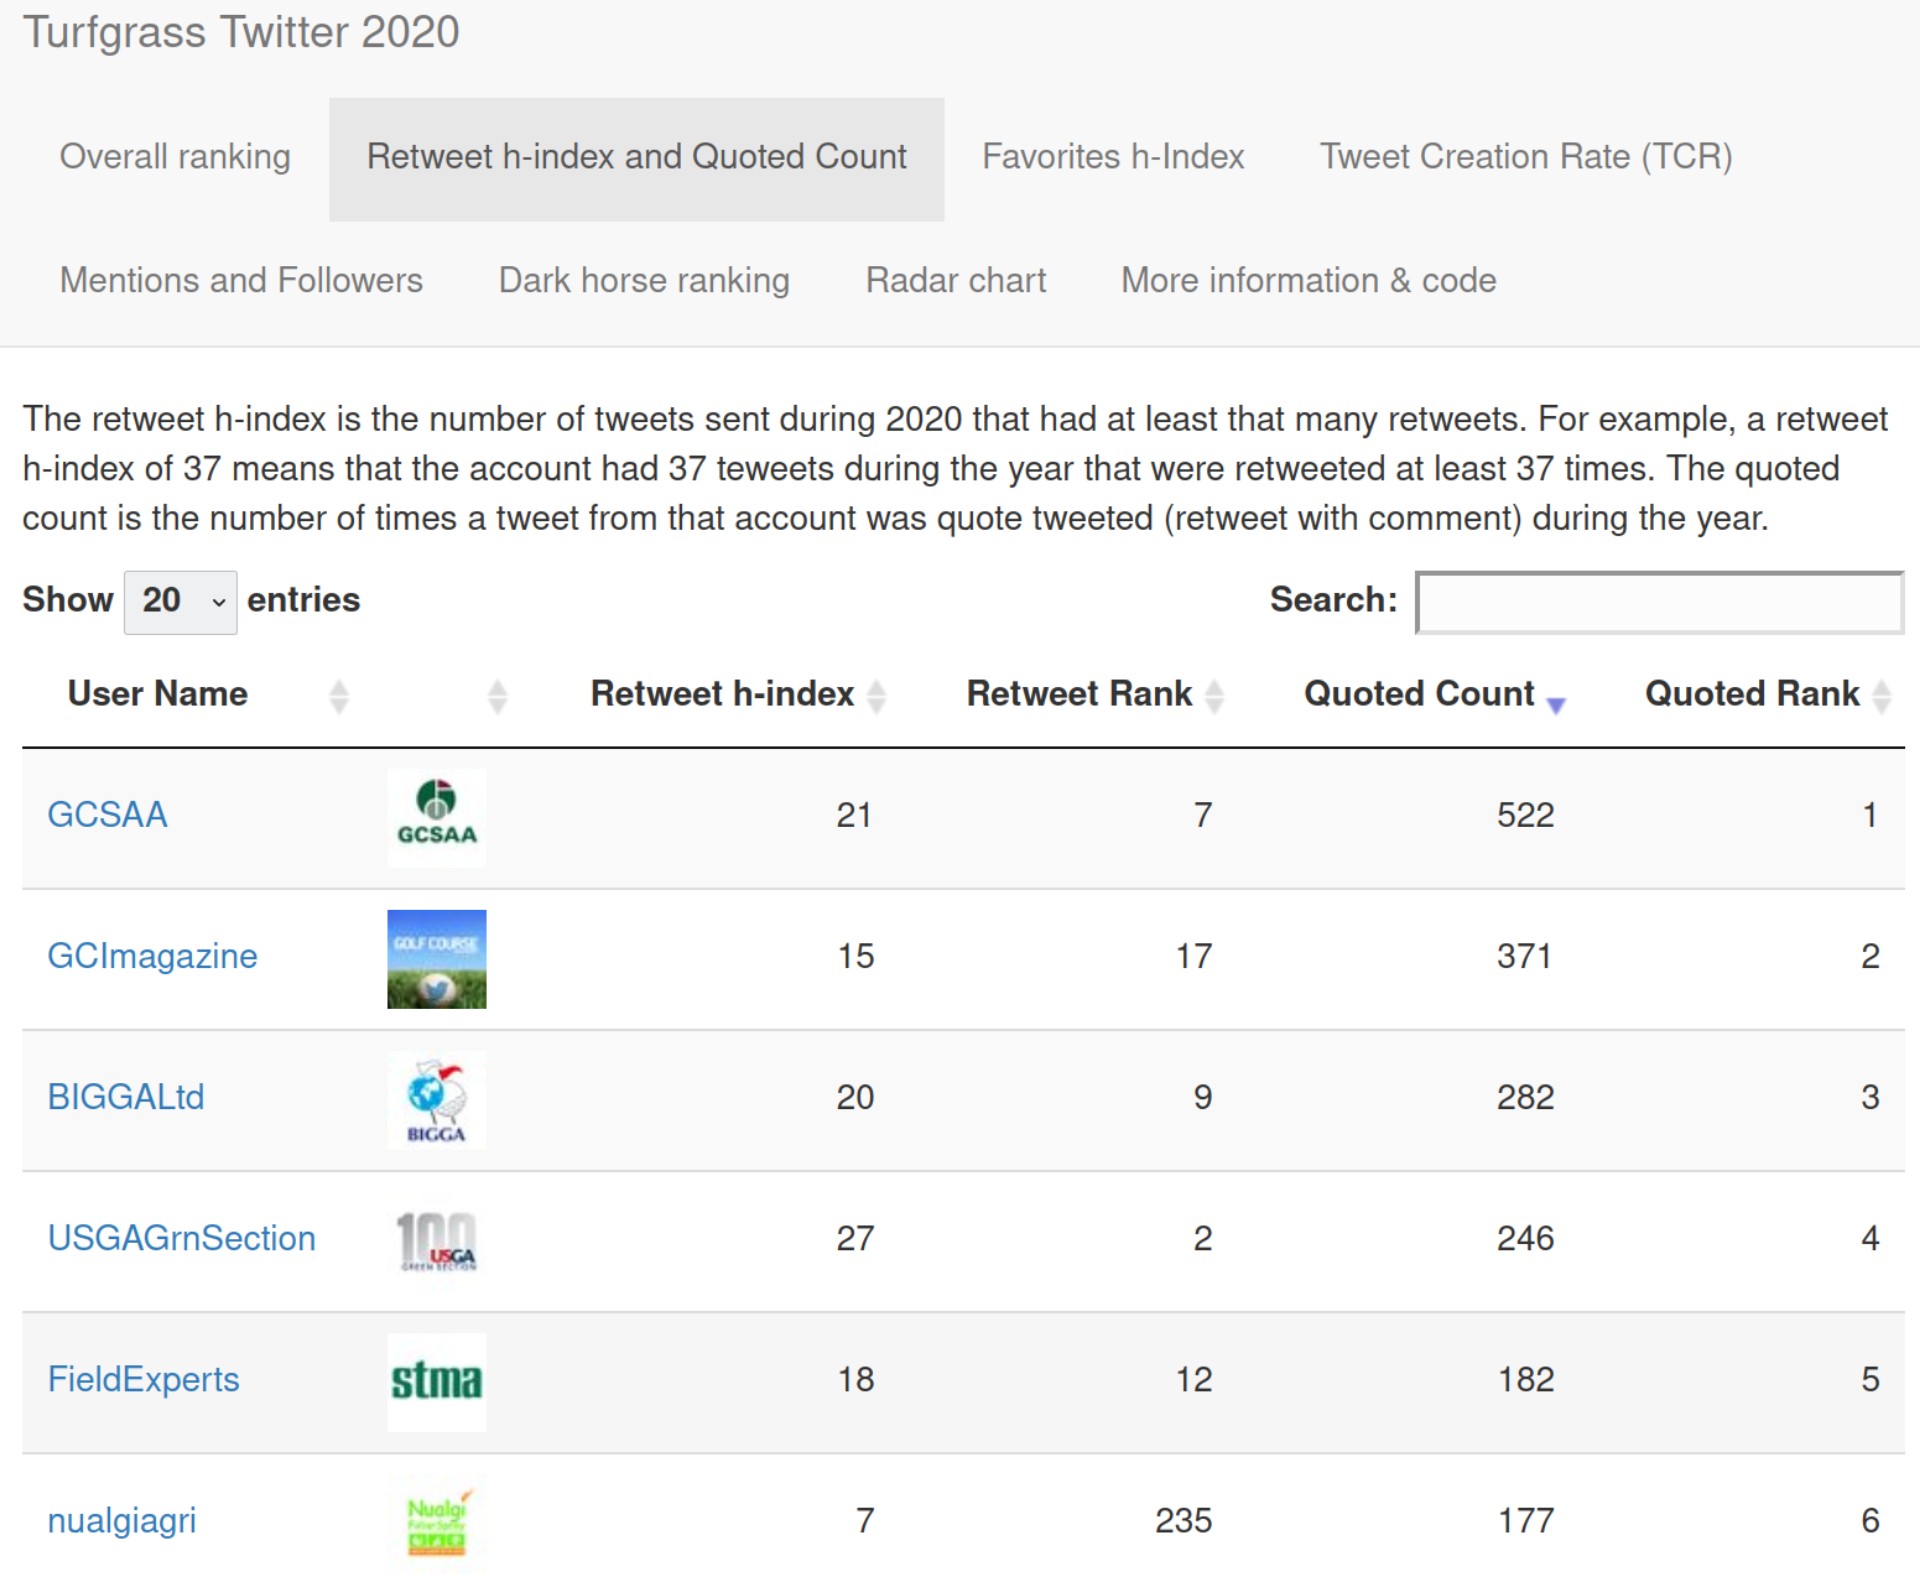 Turfgrass Twitter 2020
Overall ranking Retweet h-index and Quoted Count Favorites h-Index Tweet Creation Rate (TCR)
Mentions and Followers Dark horse ranking Radar chart More information & code
The retweet h-index is the number of tweets sent during 2020 that had at least that many retweets. For example, a retweet
h-index of 37 means that the account had 37 teweets during the year that were retweeted at least 37 times. The quoted
count is the number of times a tweet from that account was quote tweeted (retweet with comment) during the year.
Show 20 entries Search:
User Name Retweet h-index Retweet Rank Quoted Count Quoted Rank
GCSAA GCSAA 21 7 522 1
GCImagazine GOLF COURSE 15 17 371 2
BIGGALtd BIGGA 20 9 282 3
USGAGrnSection 100 USGA GREEN SECTION 27 2 246 4
FieldExperts stma 18 12 182 5
nualgiagri Nualgi 7 235 177 6